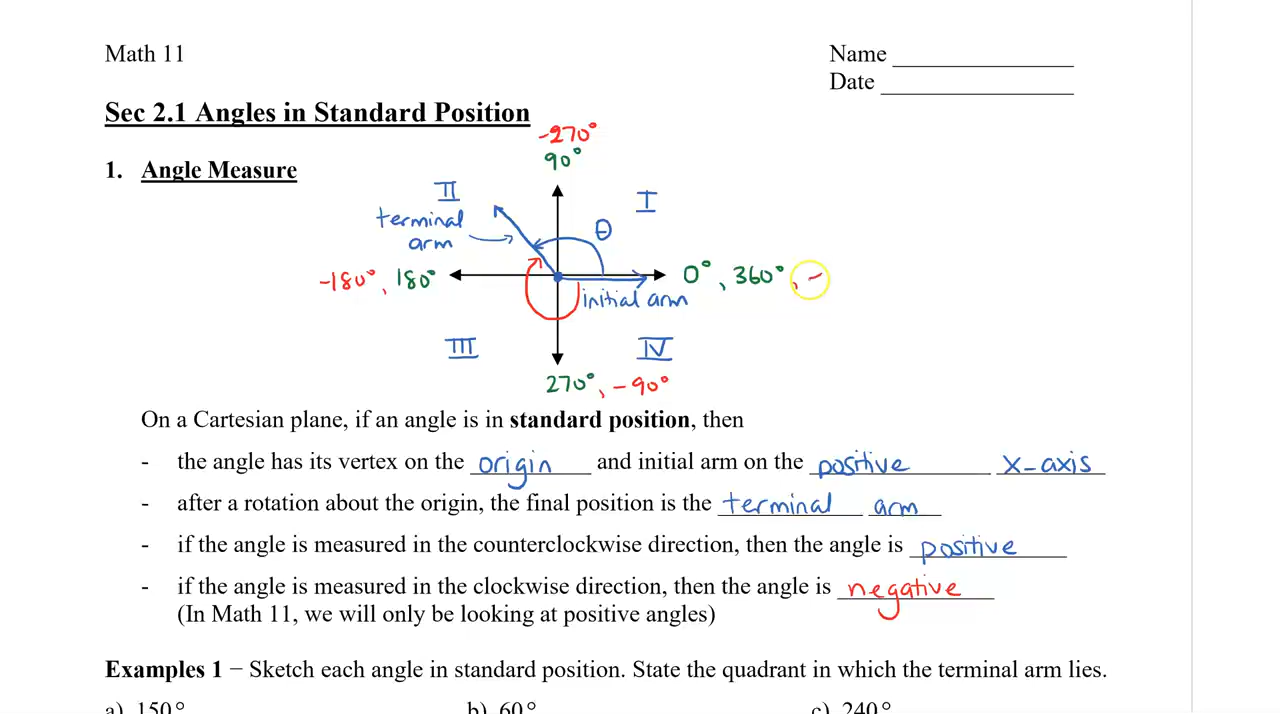 Math 11
Name
Date
Sec 2.1 Angles in Standard Position
-270°
90°
1. Angle Measure
II
I
terminal
arm
θ
-180°, 180°
0°, 360°, -
initial arm
III
IV
270°, -90°
On a Cartesian plane, if an angle is in standard position, then
- the angle has its vertex on the origin and initial arm on the positive x-axis
- after a rotation about the origin, the final position is the terminal arm
- if the angle is measured in the counterclockwise direction, then the angle is positive
- if the angle is measured in the clockwise direction, then the angle is negative
(In Math 11, we will only be looking at positive angles)
Examples 1 − Sketch each angle in standard position. State the quadrant in which the terminal arm lies.
a) 150° b) 60° c) 240°